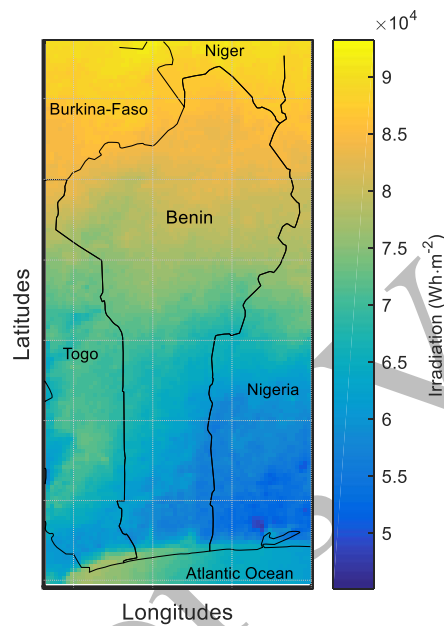 ×10⁴
Niger
9
Burkina-Faso
8.5
8
Benin
7.5
7
Togo
6.5
Nigeria
6
5.5
5
Atlantic Ocean
Latitudes
Longitudes
Irradiation (Wh·m⁻²)